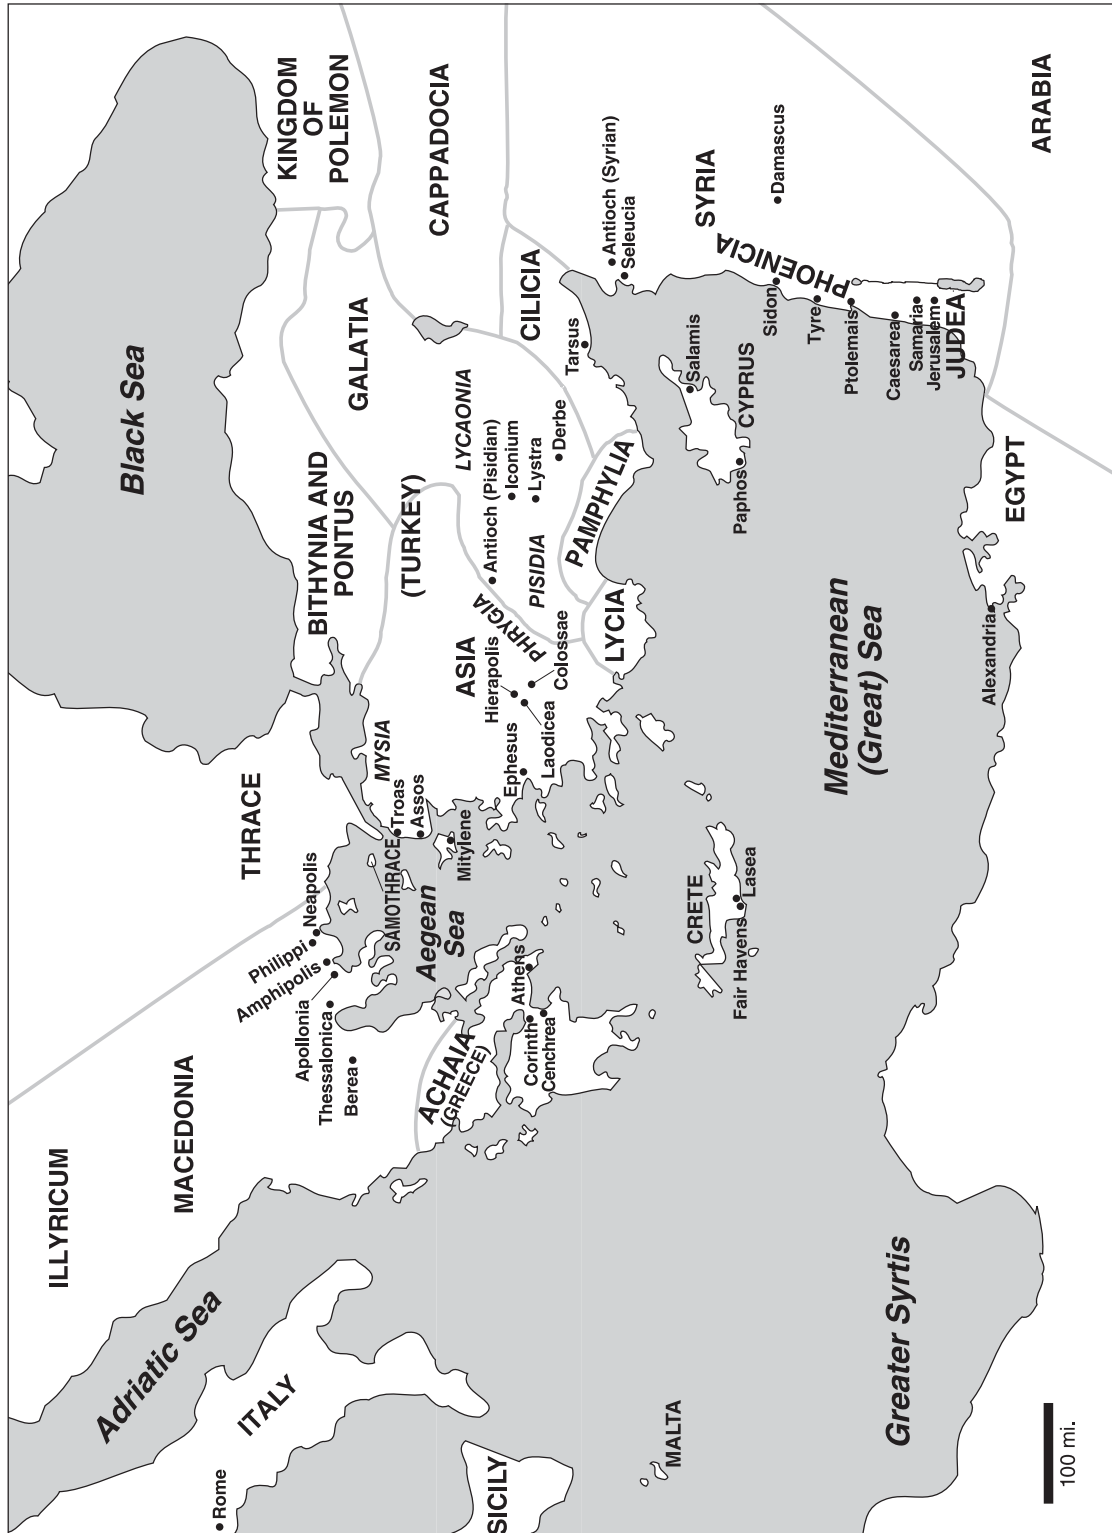 ILLYRICUM
THRACE
Black Sea
KINGDOM
OF
POLEMON
MACEDONIA
Adriatic Sea
ITALY
Rome
Philippi
Neapolis
Amphipolis
Apollonia
Thessalonica
Berea
SAMOTHRACE
Aegean
Sea
BITHYNIA AND
PONTUS
GALATIA
CAPPADOCIA
MYSIA
Troas
Assos
Mitylene
(TURKEY)
ASIA
PHRYGIA
LYCAONIA
Antioch (Pisidian)
Iconium
Lystra
Derbe
PISIDIA
Hierapolis
Colossae
Laodicea
Ephesus
ACHAIA
(GREECE)
Athens
Corinth
Cenchrea
CILICIA
Tarsus
PAMPHYLIA
LYCIA
Antioch (Syrian)
Seleucia
SYRIA
Damascus
PHOENICIA
Sidon
Tyre
Ptolemais
Caesarea
Samaria
Jerusalem
JUDEA
ARABIA
Salamis
CYPRUS
Paphos
CRETE
Lasea
Fair Havens
SICILY
MALTA
Mediterranean
(Great) Sea
Greater Syrtis
Alexandria
EGYPT
100 mi.